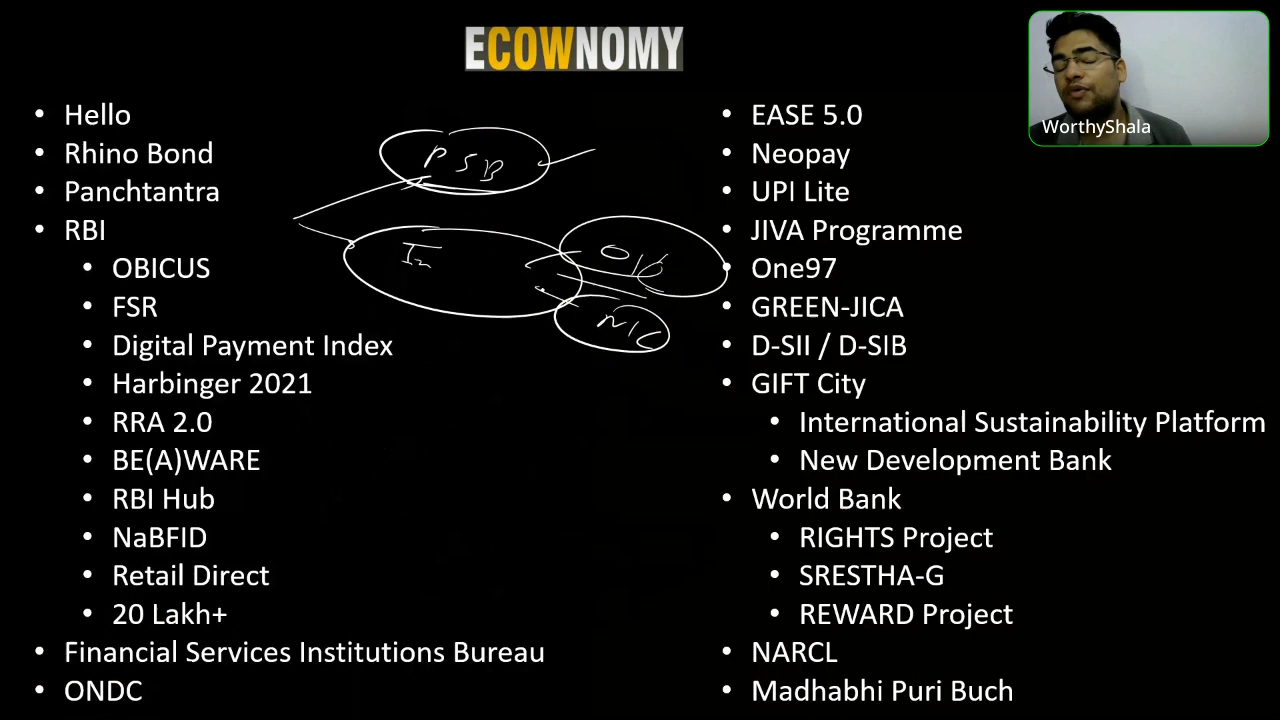 ECOWNOMY
Hello
Rhino Bond
Panchtantra
RBI
OBICUS
FSR
Digital Payment Index
Harbinger 2021
RRA 2.0
BE(A)WARE
RBI Hub
NaBFID
Retail Direct
20 Lakh+
Financial Services Institutions Bureau
ONDC
PSB
In
NIC
EASE 5.0
Neopay
UPI Lite
JIVA Programme
One97
GREEN-JICA
D-SII / D-SIB
GIFT City
International Sustainability Platform
New Development Bank
World Bank
RIGHTS Project
SRESTHA-G
REWARD Project
NARCL
Madhabhi Puri Buch
WorthyShala